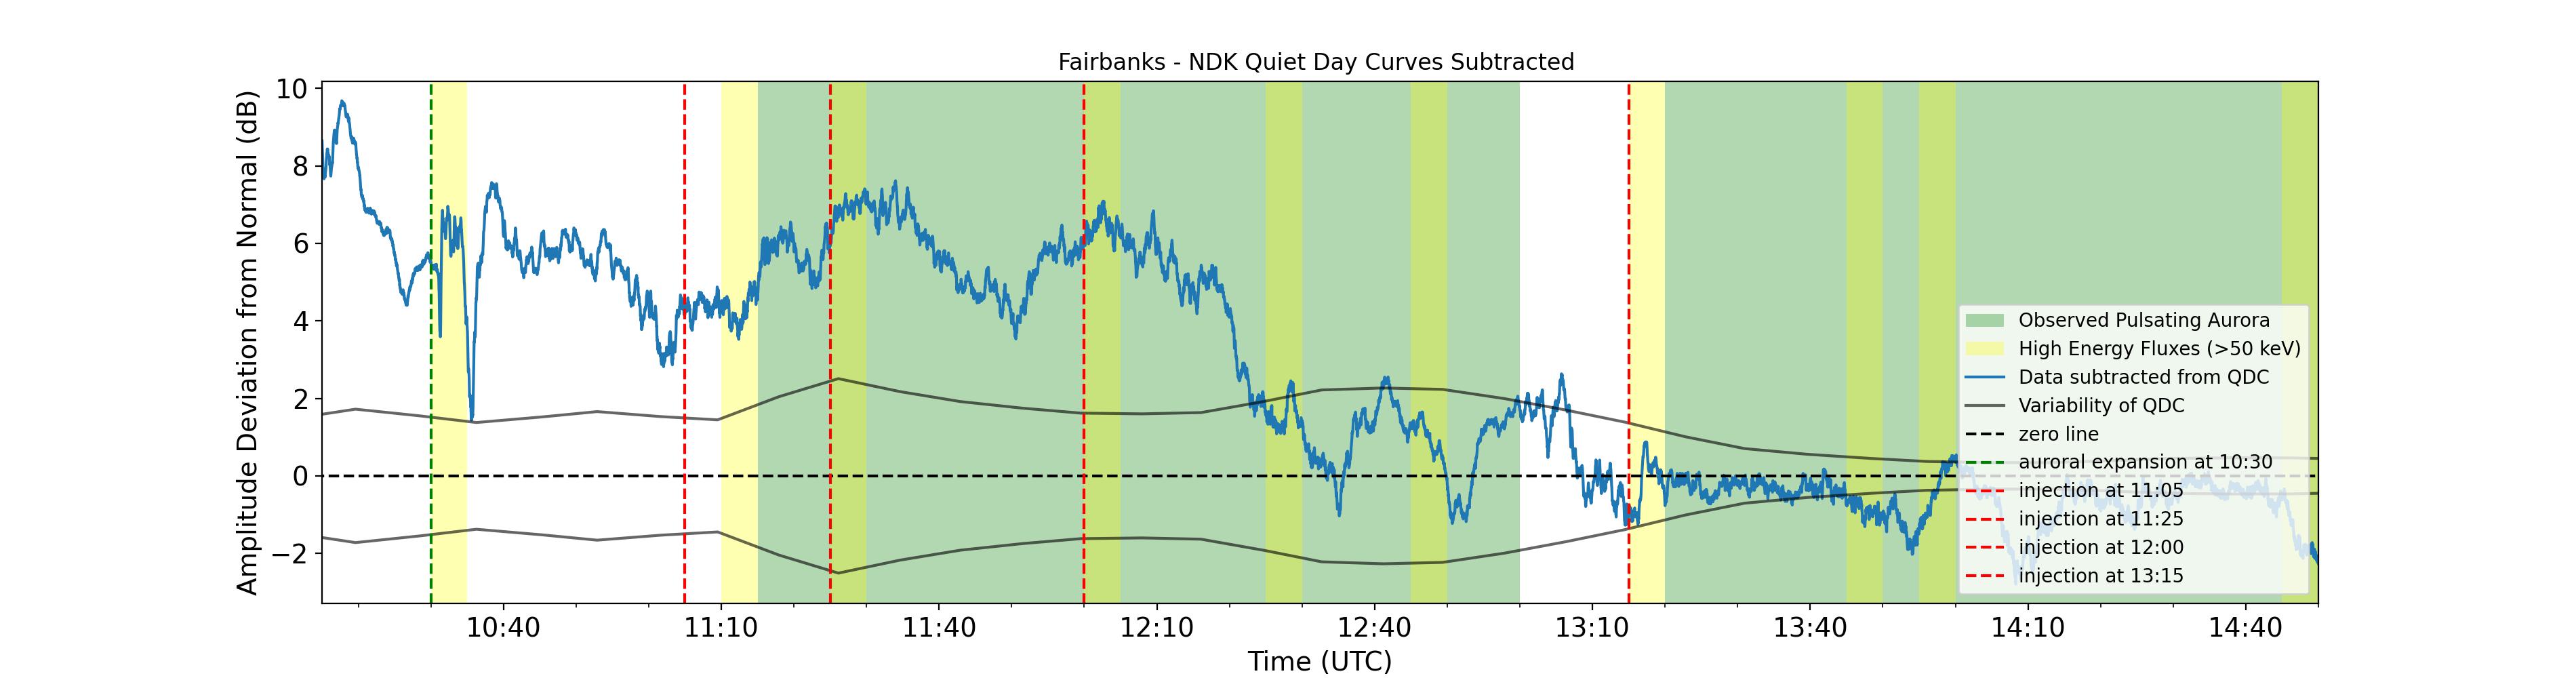 Fairbanks - NDK Quiet Day Curves Subtracted
Amplitude Deviation from Normal (dB)
10
8
6
4
2
0
−2
Observed Pulsating Aurora
High Energy Fluxes (>50 keV)
Data subtracted from QDC
Variability of QDC
zero line
auroral expansion at 10:30
injection at 11:05
injection at 11:25
injection at 12:00
injection at 13:15
10:40 11:10 11:40 12:10 12:40 13:10 13:40 14:10 14:40
Time (UTC)